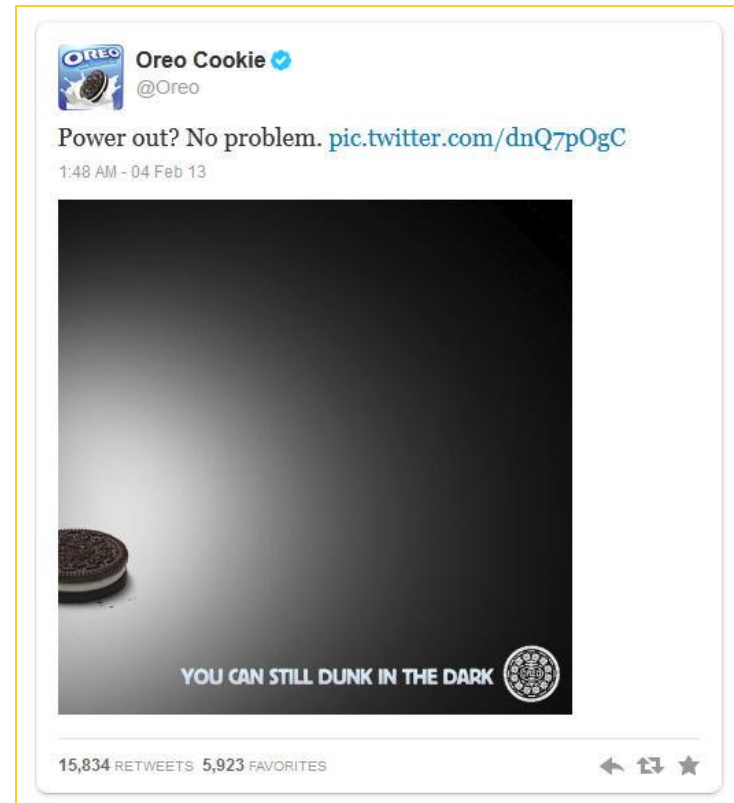 OREO
Oreo Cookie
@Oreo
Power out? No problem. pic.twitter.com/dnQ7pOgC
1:48 AM - 04 Feb 13
YOU CAN STILL DUNK IN THE DARK
OREO
15,834 RETWEETS 5,923 FAVORITES